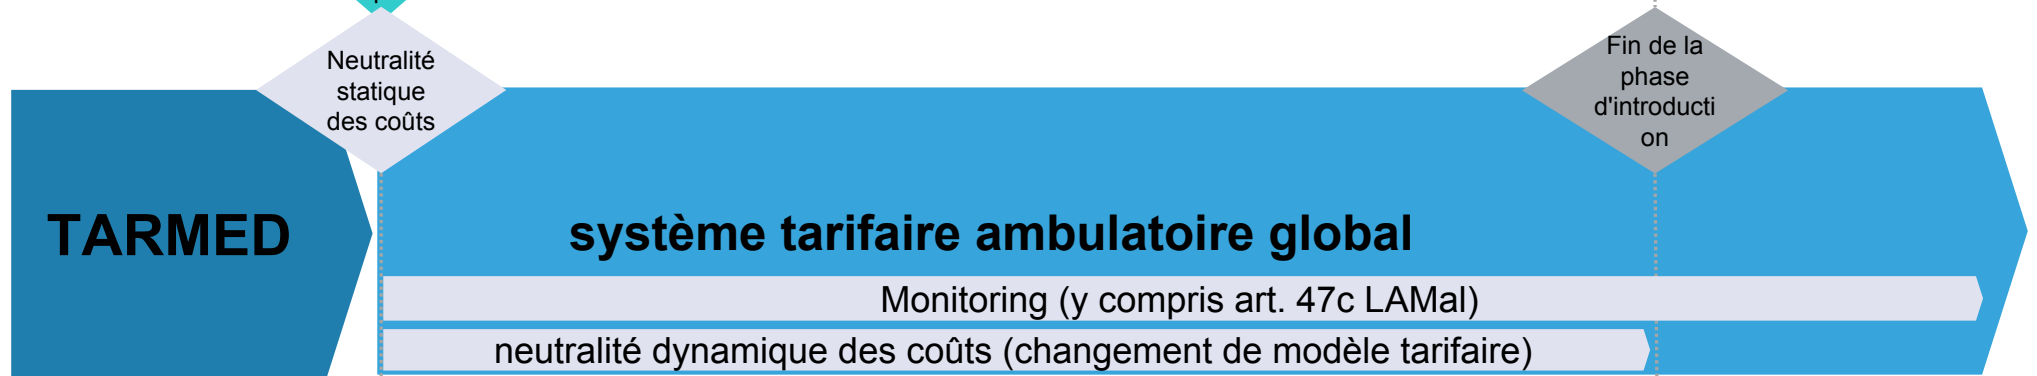 Neutralité
statique
des coûts
Fin de la
phase
d'introducti
on
TARMED
système tarifaire ambulatoire global
Monitoring (y compris art. 47c LAMal)
neutralité dynamique des coûts (changement de modèle tarifaire)